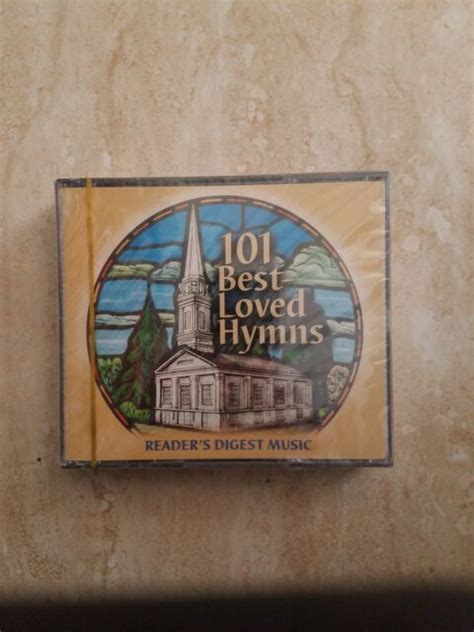 101
Best
Loved
Hymns
READER'S DIGEST MUSIC